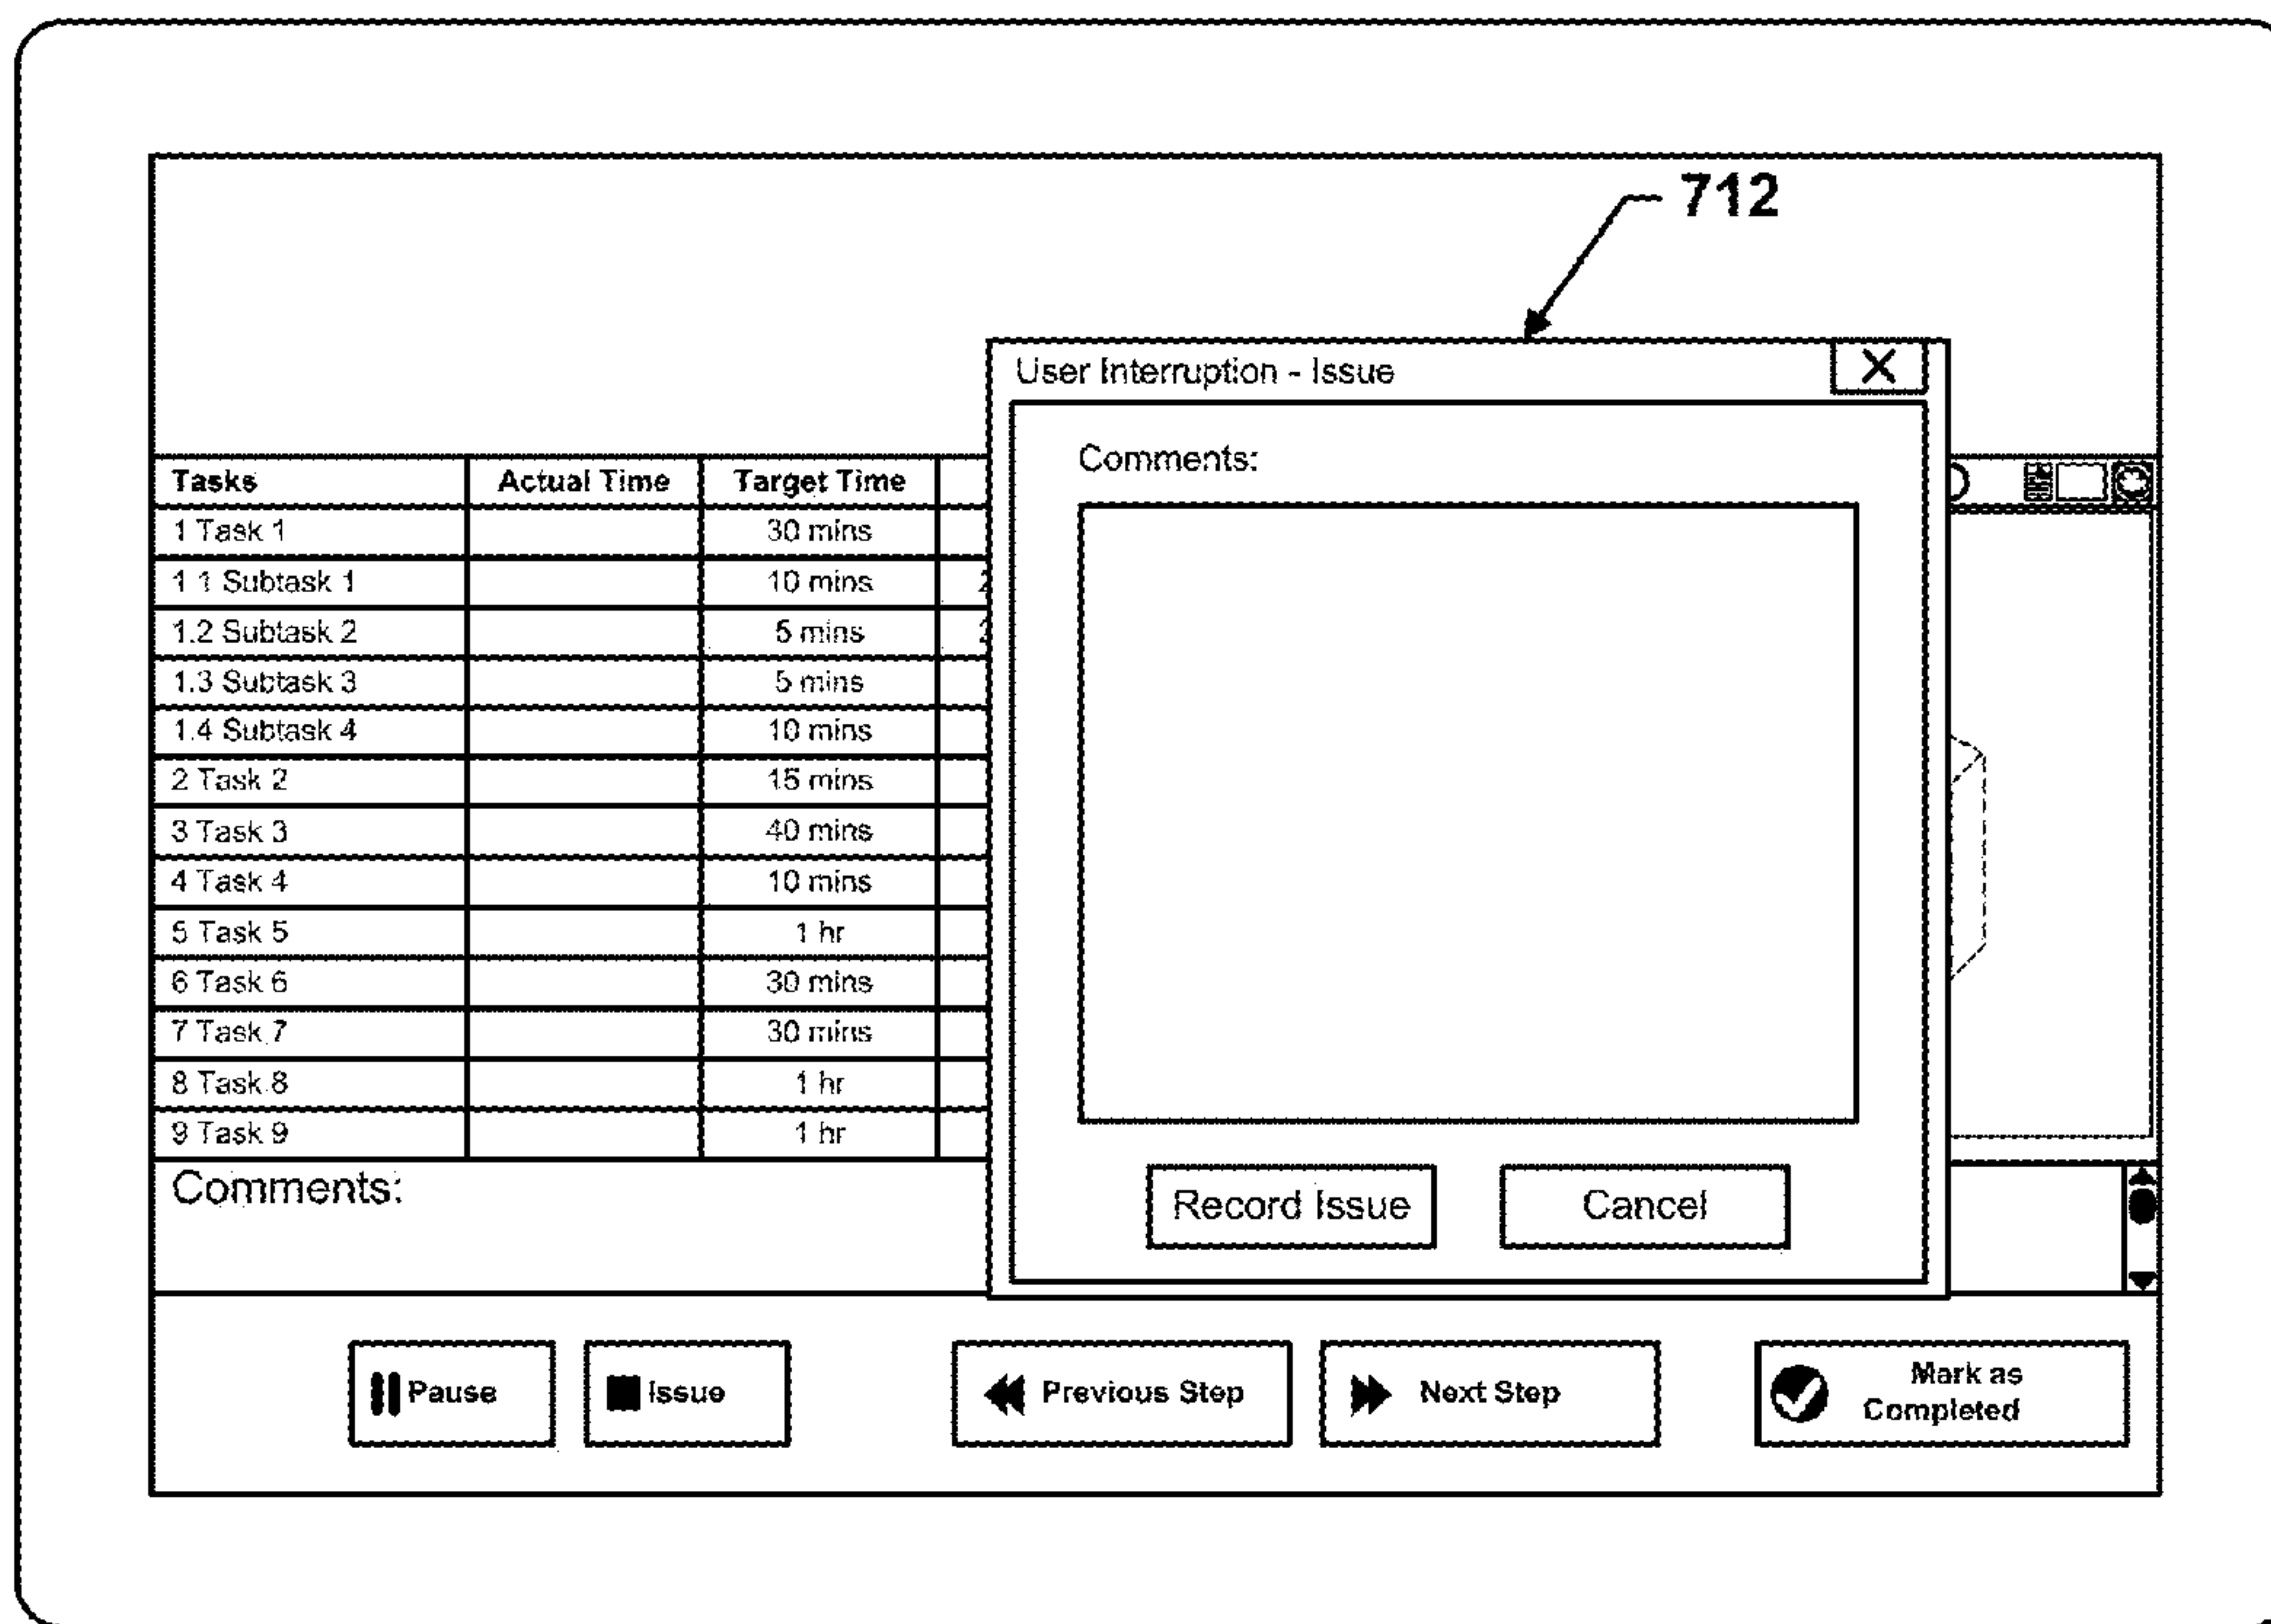 712
User Interruption - Issue
X
Comments:
Tasks Actual Time Target Time
1 Task 1 30 mins
1 1 Subtask 1 10 mins
1.2 Subtask 2 5 mins
1.3 Subtask 3 5 mins
1.4 Subtask 4 10 mins
2 Task 2 15 mins
3 Task 3 40 mins
4 Task 4 10 mins
5 Task 5 1 hr
6 Task 6 30 mins
7 Task 7 30 mins
8 Task 8 1 hr
9 Task 9 1 hr
Comments:
Record Issue Cancel
Pause Issue Previous Step Next Step Mark as
Completed